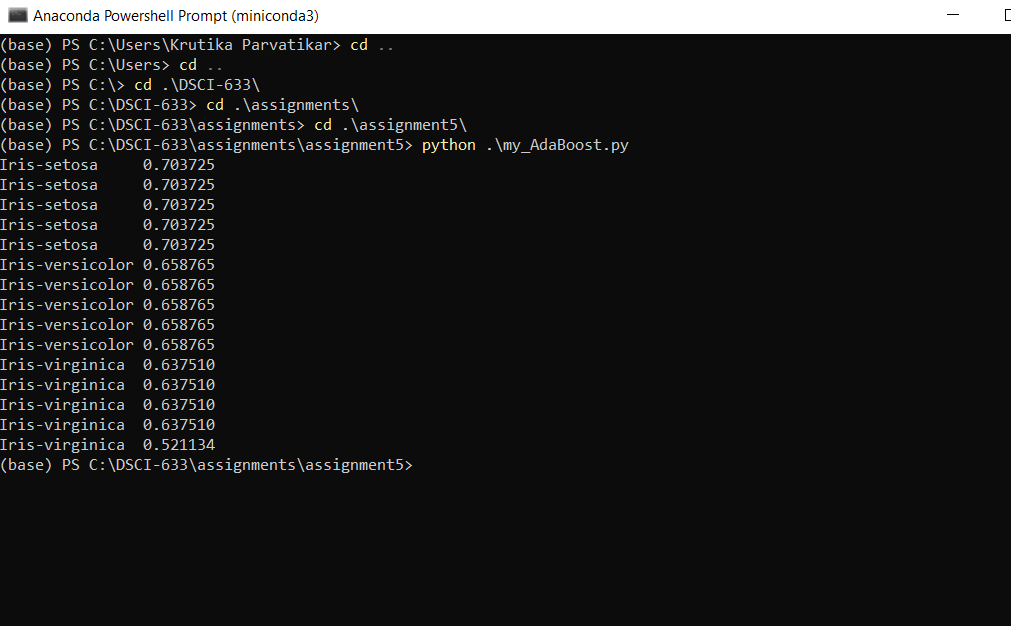 Anaconda Powershell Prompt (miniconda3)
(base) PS C:\Users\Krutika Parvatikar> cd ..
(base) PS C:\Users> cd ..
(base) PS C:\> cd .\DSCI-633\
(base) PS C:\DSCI-633> cd .\assignments\
(base) PS C:\DSCI-633\assignments> cd .\assignment5\
(base) PS C:\DSCI-633\assignments\assignment5> python .\my_AdaBoost.py
Iris-setosa     0.703725
Iris-setosa     0.703725
Iris-setosa     0.703725
Iris-setosa     0.703725
Iris-setosa     0.703725
Iris-versicolor 0.658765
Iris-versicolor 0.658765
Iris-versicolor 0.658765
Iris-versicolor 0.658765
Iris-versicolor 0.658765
Iris-virginica  0.637510
Iris-virginica  0.637510
Iris-virginica  0.637510
Iris-virginica  0.637510
Iris-virginica  0.521134
(base) PS C:\DSCI-633\assignments\assignment5>